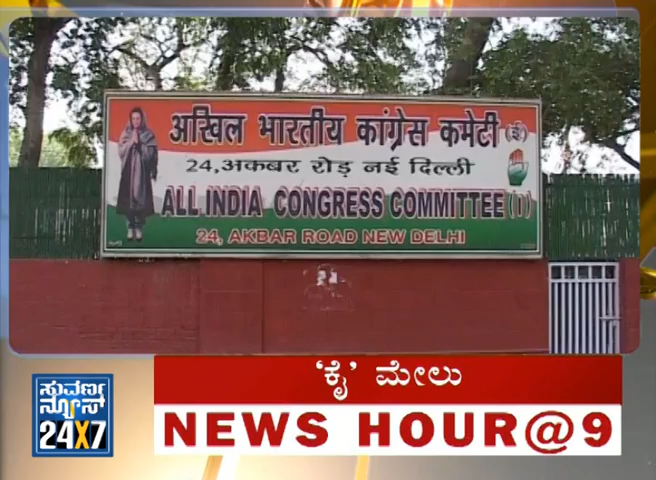 अखिल भारतीय कांग्रेस कमेटी (ई)
24, अकबर रोड़ नई दिल्ली
ALL INDIA CONGRESS COMMITTEE (I)
24, AKBAR ROAD NEW DELHI
'ಕೈ' ಮೇಲು
ಸುವರ್ಣ
ನ್ಯೂಸ್
24X7
NEWS HOUR@9